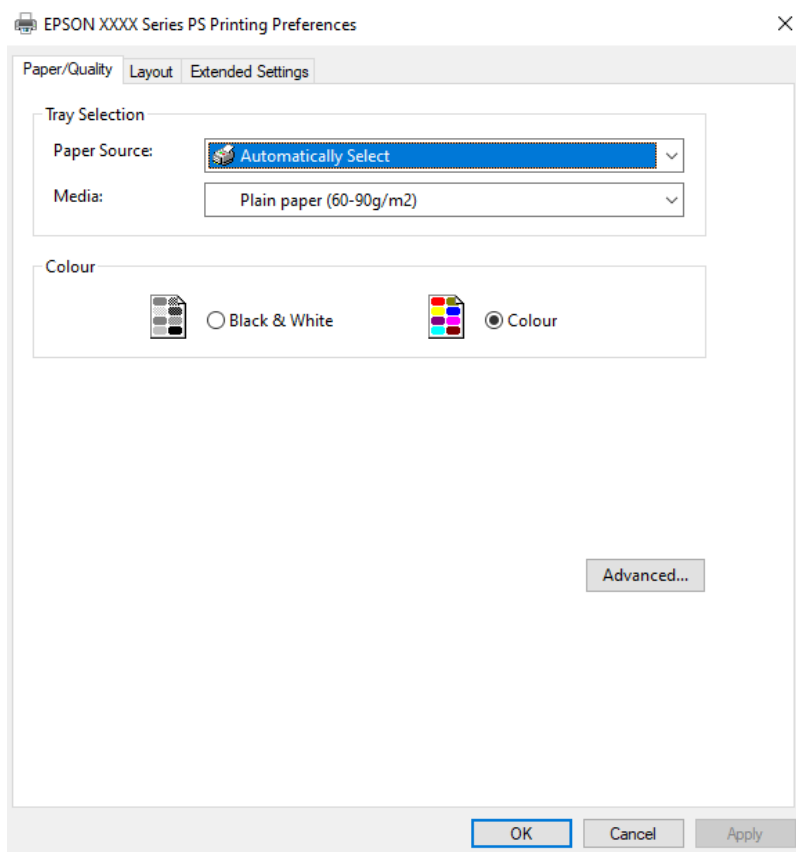 EPSON XXXX Series PS Printing Preferences
Paper/Quality Layout Extended Settings
Tray Selection
Paper Source: Automatically Select
Media: Plain paper (60-90g/m2)
Colour
Black & White Colour
Advanced...
OK Cancel Apply